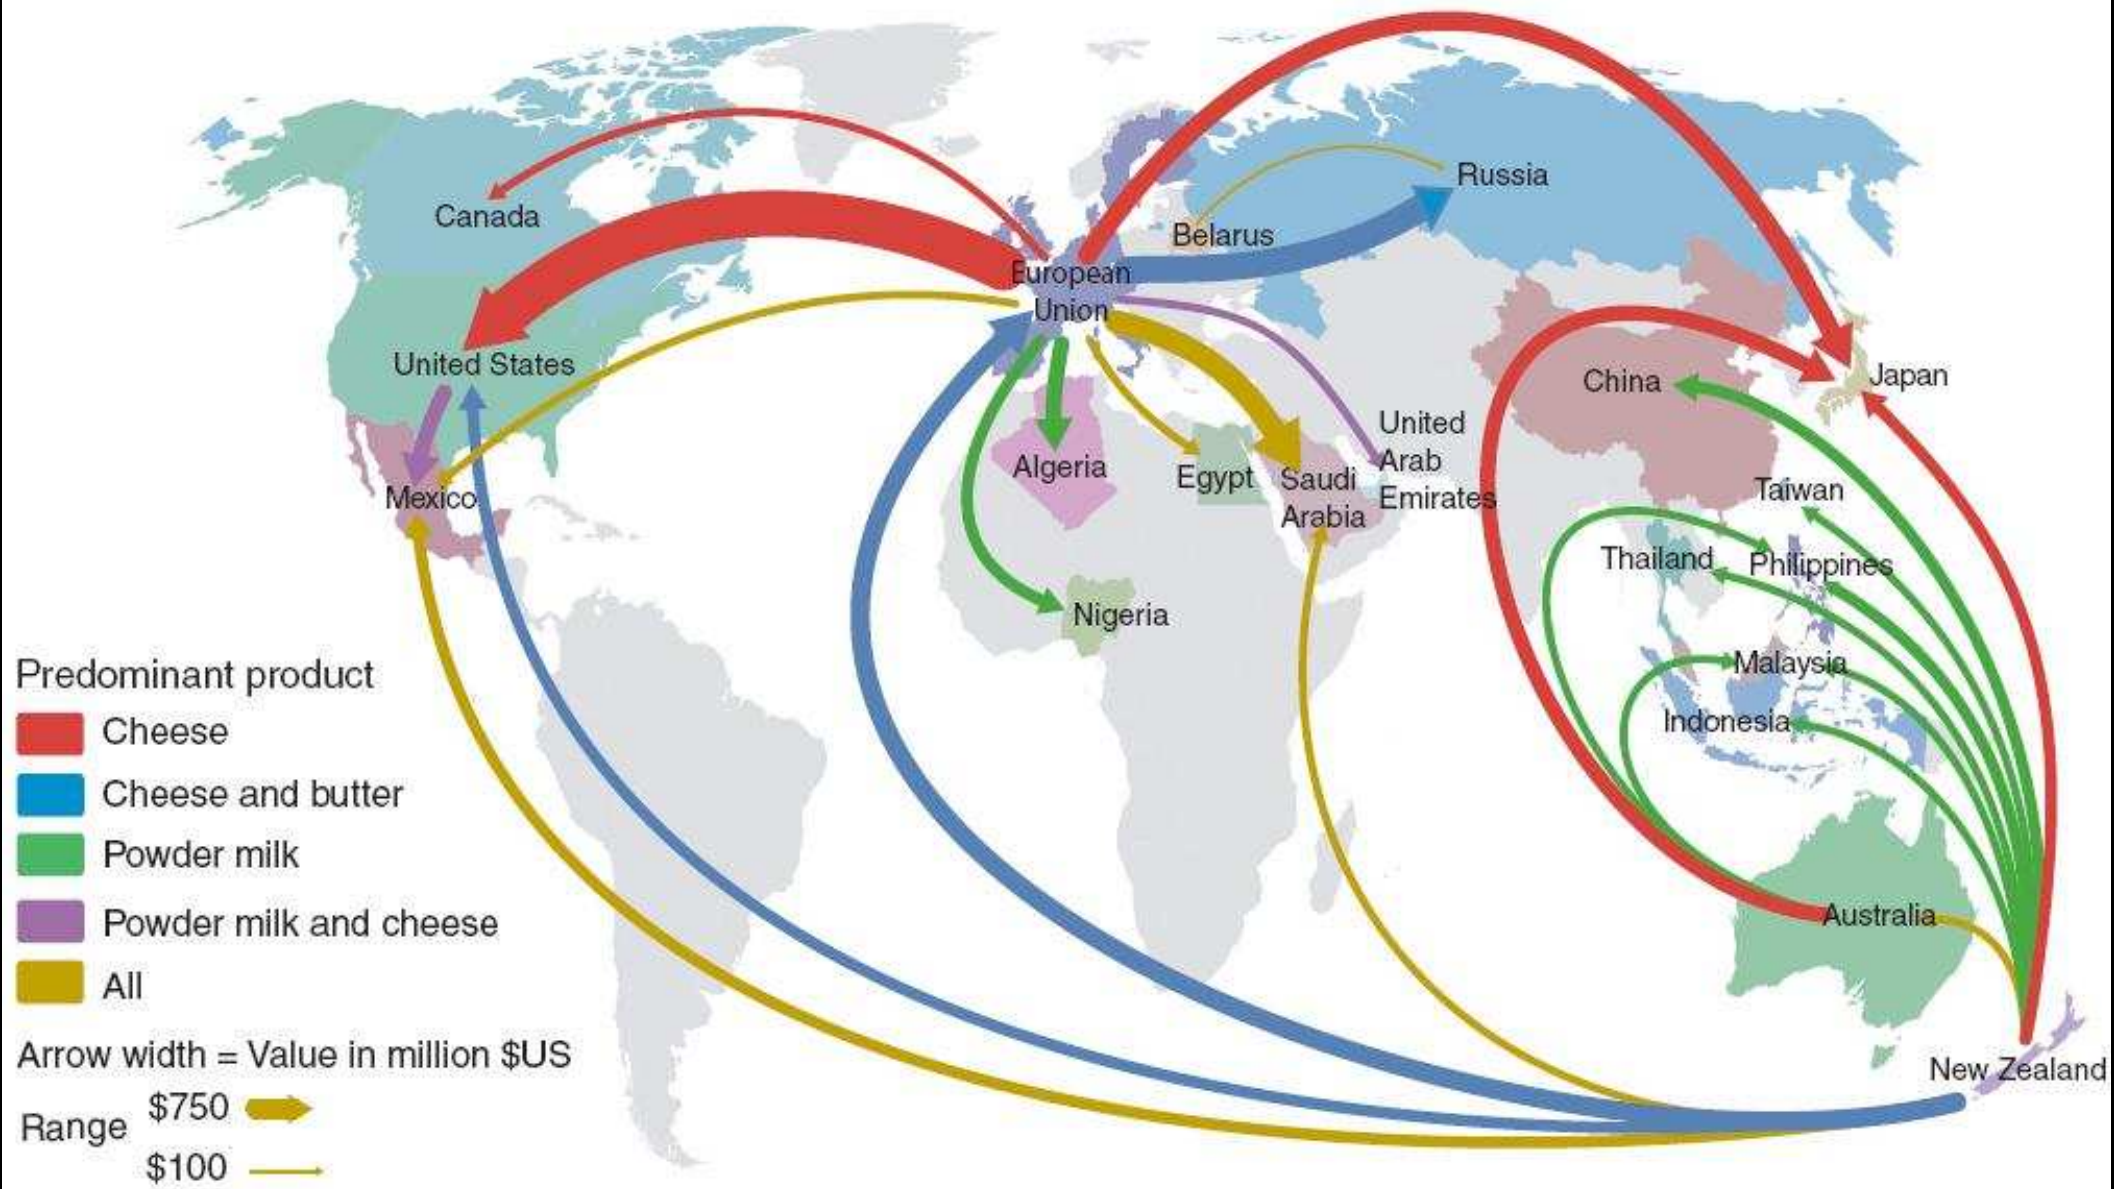 Canada
Russia
Belarus
European
Union
United States
China
Japan
United
Arab
Emirates
Algeria
Egypt
Saudi
Arabia
Mexico
Taiwan
Thailand
Philippines
Nigeria
Malaysia
Indonesia
Australia
New Zealand
Predominant product
Cheese
Cheese and butter
Powder milk
Powder milk and cheese
All
Arrow width = Value in million $US
Range
$750
$100